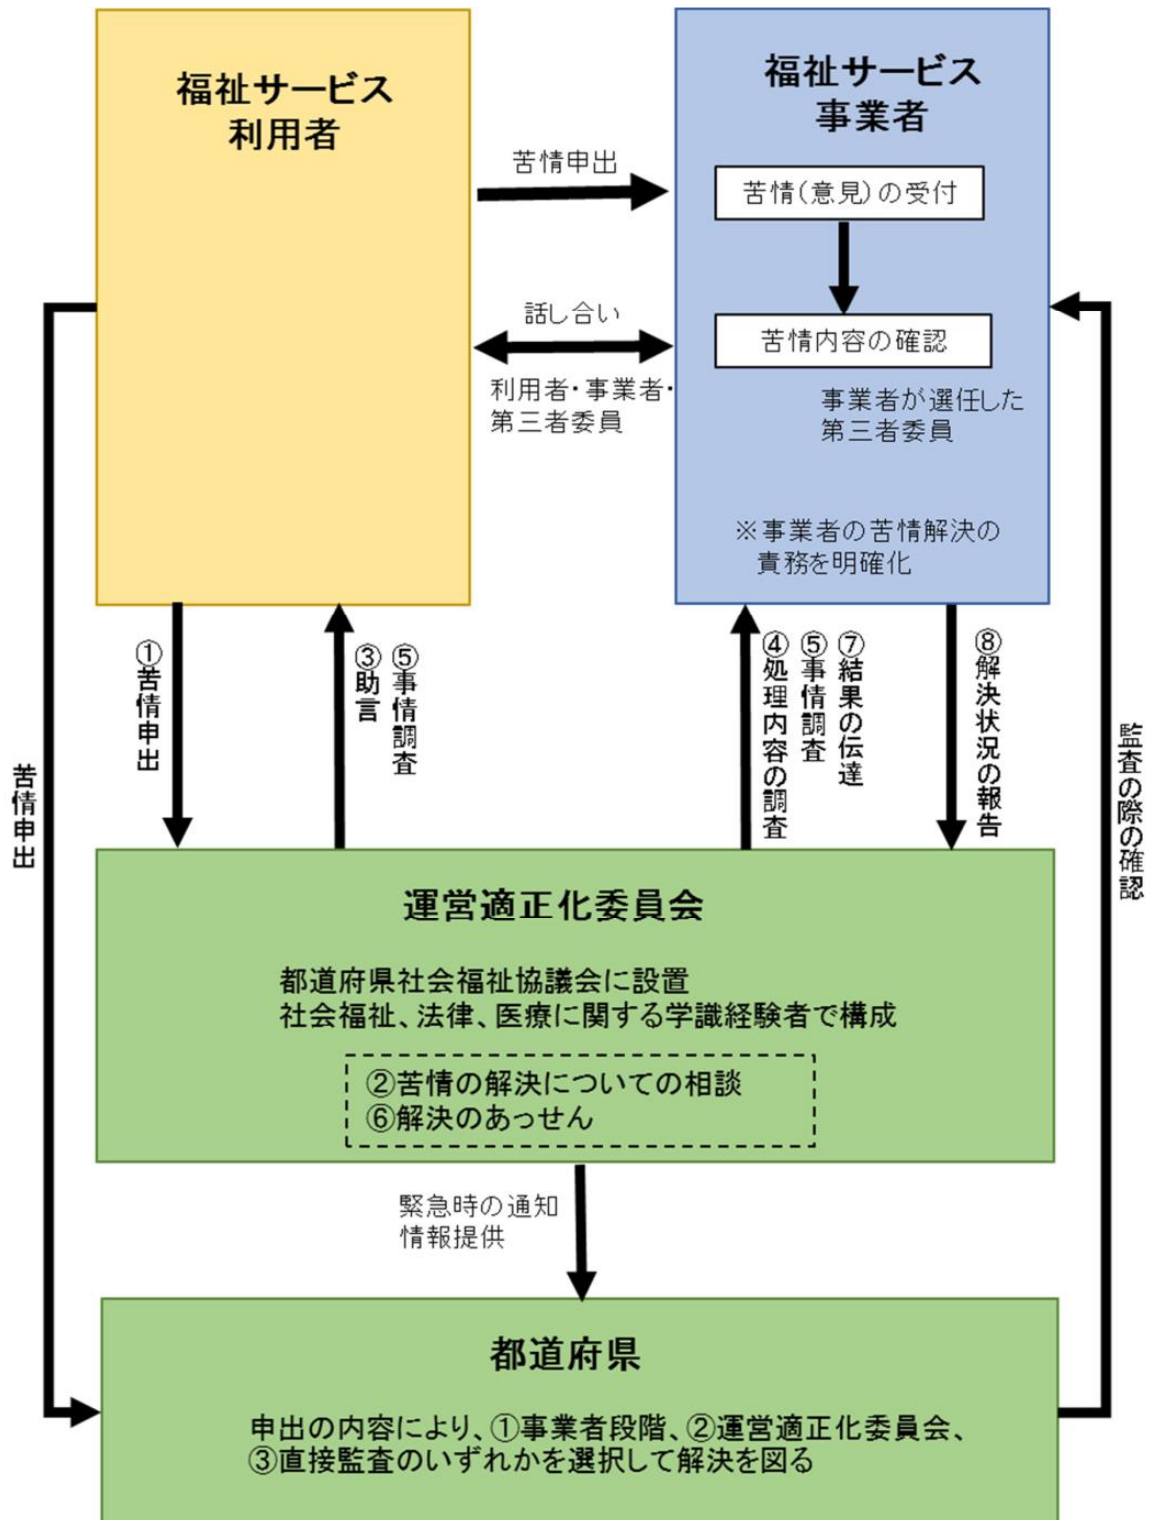 福祉サービス
利用者
福祉サービス
事業者
苦情申出
苦情(意見)の受付
話し合い
苦情内容の確認
利用者・事業者・
第三者委員
事業者が選任した
第三者委員
※事業者の苦情解決の
責務を明確化
①苦情申出
③助言
⑤事情調査
④処理内容の調査
⑤事情調査
⑦結果の伝達
⑧解決状況の報告
苦情申出
監査の際の確認
運営適正化委員会
都道府県社会福祉協議会に設置
社会福祉、法律、医療に関する学識経験者で構成
②苦情の解決についての相談
⑥解決のあっせん
緊急時の通知
情報提供
都道府県
申出の内容により、①事業者段階、②運営適正化委員会、
③直接監査のいずれかを選択して解決を図る